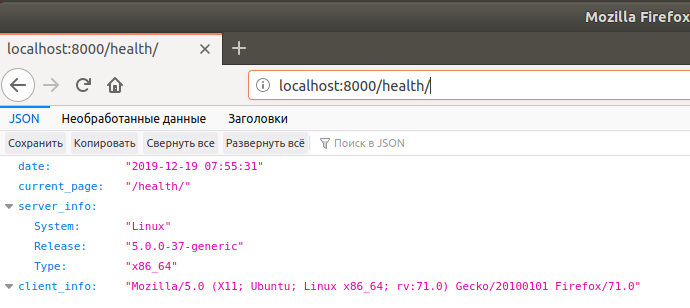 Mozilla Firefox
localhost:8000/health/
localhost:8000/health/
JSON Необработанные данные Заголовки
Сохранить Копировать Свернуть все Развернуть всё Поиск в JSON
date: "2019-12-19 07:55:31"
current_page: "/health/"
server_info:
System: "Linux"
Release: "5.0.0-37-generic"
Type: "x86_64"
client_info: "Mozilla/5.0 (X11; Ubuntu; Linux x86_64; rv:71.0) Gecko/20100101 Firefox/71.0"